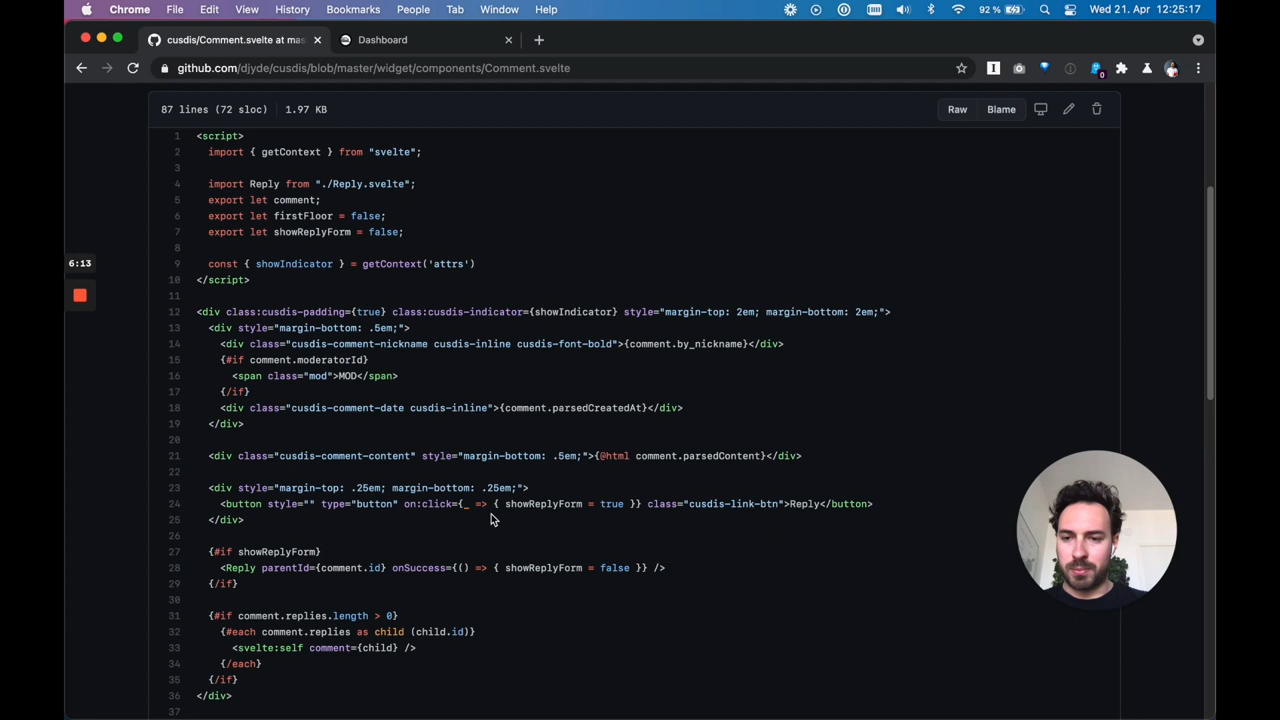 Chrome File Edit View History Bookmarks People Tab Window Help 92 % Wed 21. Apr 12:25:17
cusdis/Comment.svelte at mas Dashboard
github.com/djyde/cusdis/blob/master/widget/components/Comment.svelte
0
87 lines (72 sloc) 1.97 KB Raw Blame
1 <script>
2 import { getContext } from "svelte";
3
4 import Reply from "./Reply.svelte";
5 export let comment;
6 export let firstFloor = false;
7 export let showReplyForm = false;
8
9 const { showIndicator } = getContext('attrs')
10 </script>
11
12 <div class:cusdis-padding={true} class:cusdis-indicator={showIndicator} style="margin-top: 2em; margin-bottom: 2em;">
13 <div style="margin-bottom: .5em;">
14 <div class="cusdis-comment-nickname cusdis-inline cusdis-font-bold">{comment.by_nickname}</div>
15 {#if comment.moderatorId}
16 <span class="mod">MOD</span>
17 {/if}
18 <div class="cusdis-comment-date cusdis-inline">{comment.parsedCreatedAt}</div>
19 </div>
20
21 <div class="cusdis-comment-content" style="margin-bottom: .5em;">{@html comment.parsedContent}</div>
22
23 <div style="margin-top: .25em; margin-bottom: .25em;">
24 <button style="" type="button" on:click={_ => { showReplyForm = true }} class="cusdis-link-btn">Reply</button>
25 </div>
26
27 {#if showReplyForm}
28 <Reply parentId={comment.id} onSuccess={() => { showReplyForm = false }} />
29 {/if}
30
31 {#if comment.replies.length > 0}
32 {#each comment.replies as child (child.id)}
33 <svelte:self comment={child} />
34 {/each}
35 {/if}
36 </div>
37
6:13